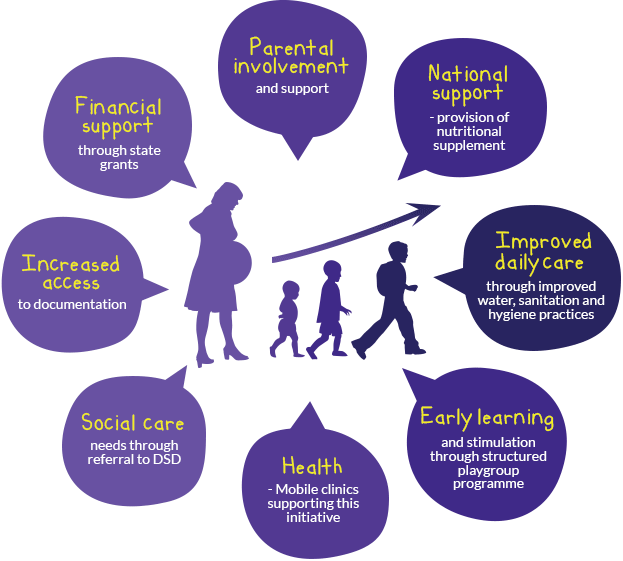 Parental
involvement
and support
National
support
- provision of
nutritional
supplement
Improved
daily care
through improved
water, sanitation and
hygiene practices
Early learning
and stimulation
through structured
playgroup
programme
Health
- Mobile clinics
supporting this
initiative
Social care
needs through
referral to DSD
Increased
access
to documentation
Financial
support
through state
grants